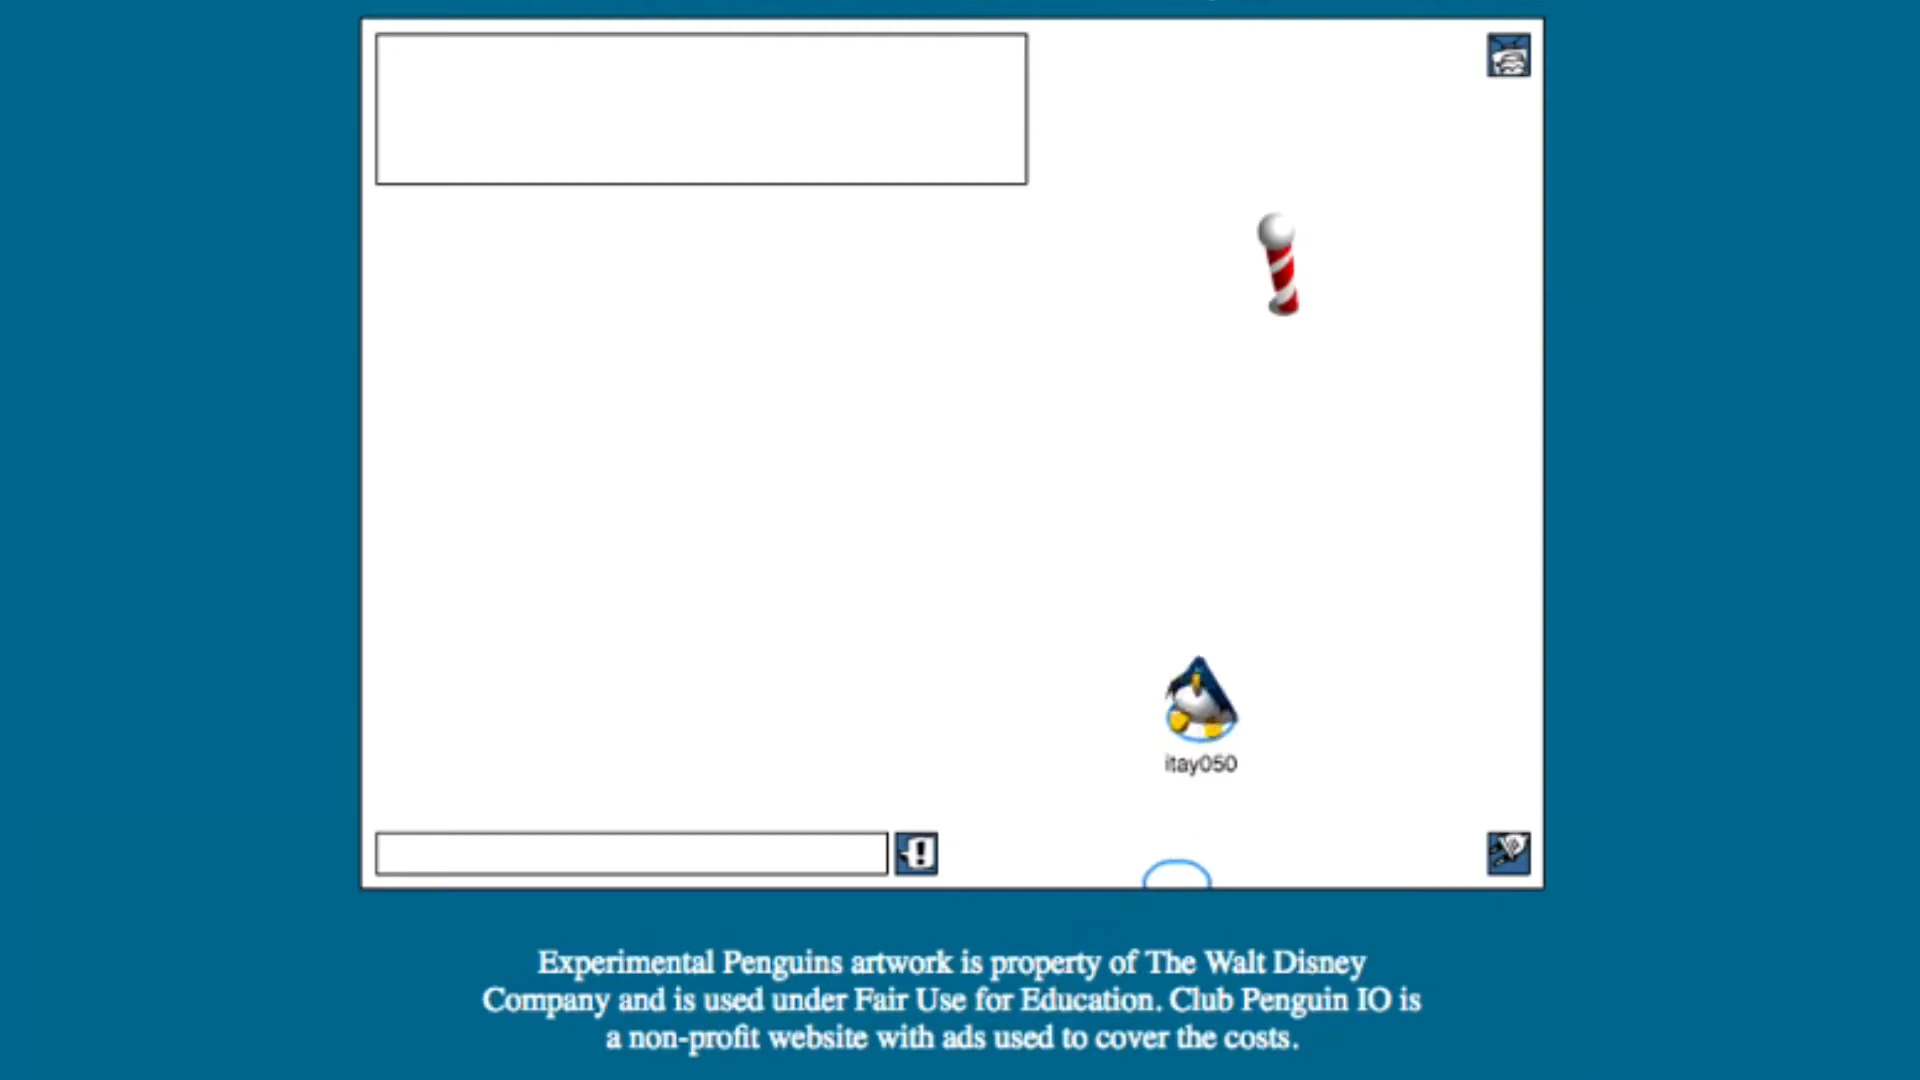 itay050
!
Experimental Penguins artwork is property of The Walt Disney
Company and is used under Fair Use for Education. Club Penguin IO is
a non-profit website with ads used to cover the costs.